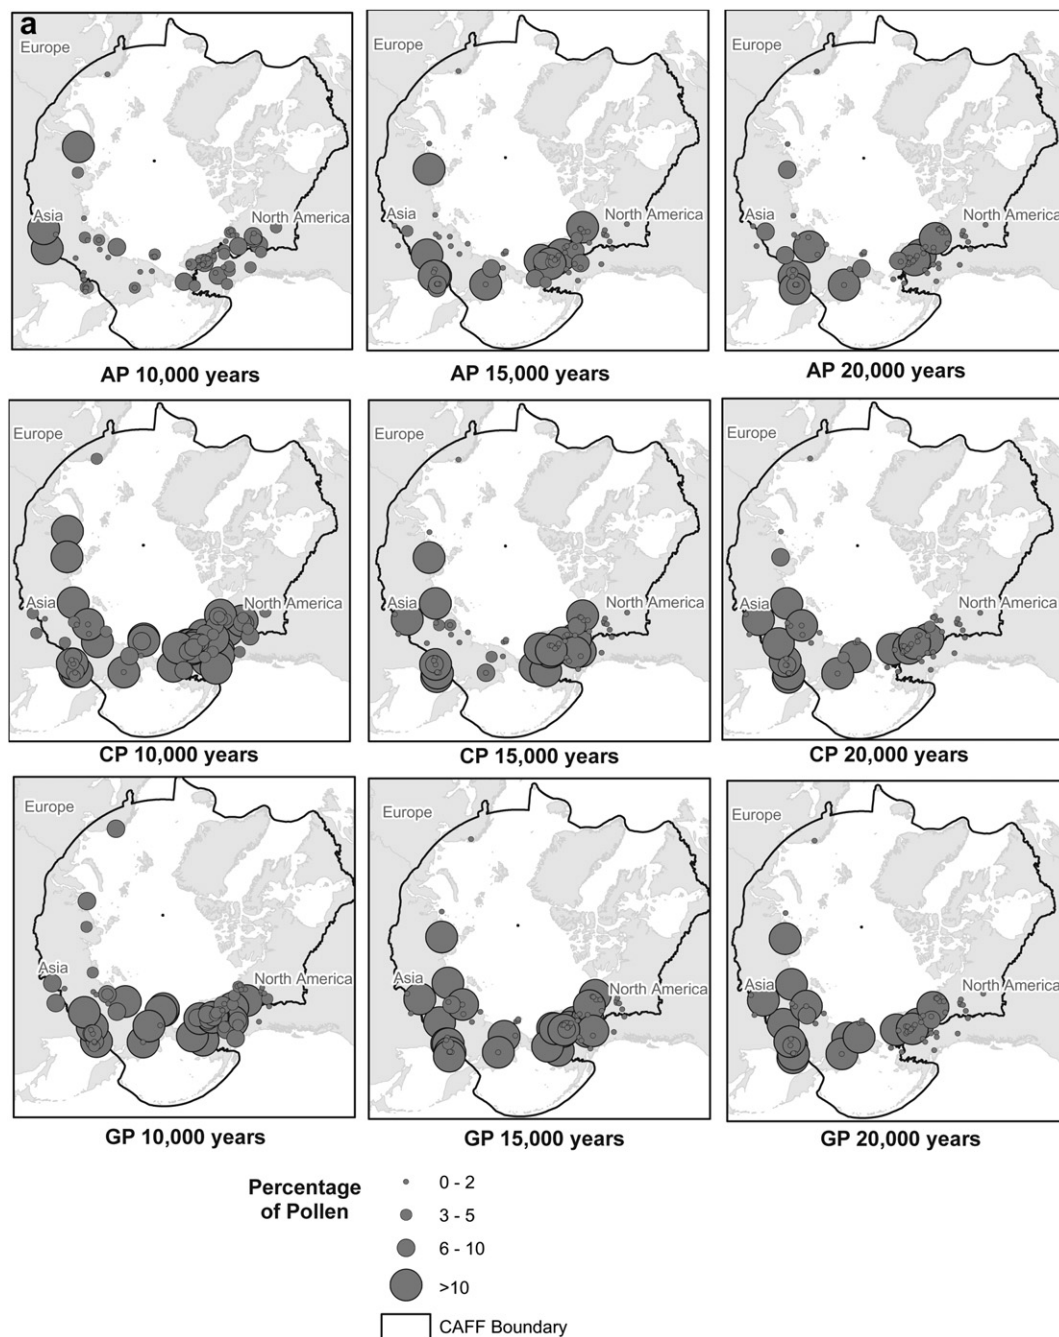 a
Europe
Asia
North America
AP 10,000 years
Europe
Asia
North America
AP 15,000 years
Europe
Asia
North America
AP 20,000 years
Europe
Asia
North America
CP 10,000 years
Europe
Asia
North America
CP 15,000 years
Europe
Asia
North America
CP 20,000 years
Europe
Asia
North America
GP 10,000 years
Europe
Asia
North America
GP 15,000 years
Europe
Asia
North America
GP 20,000 years
Percentage
of Pollen
0 - 2
3 - 5
6 - 10
>10
CAFF Boundary